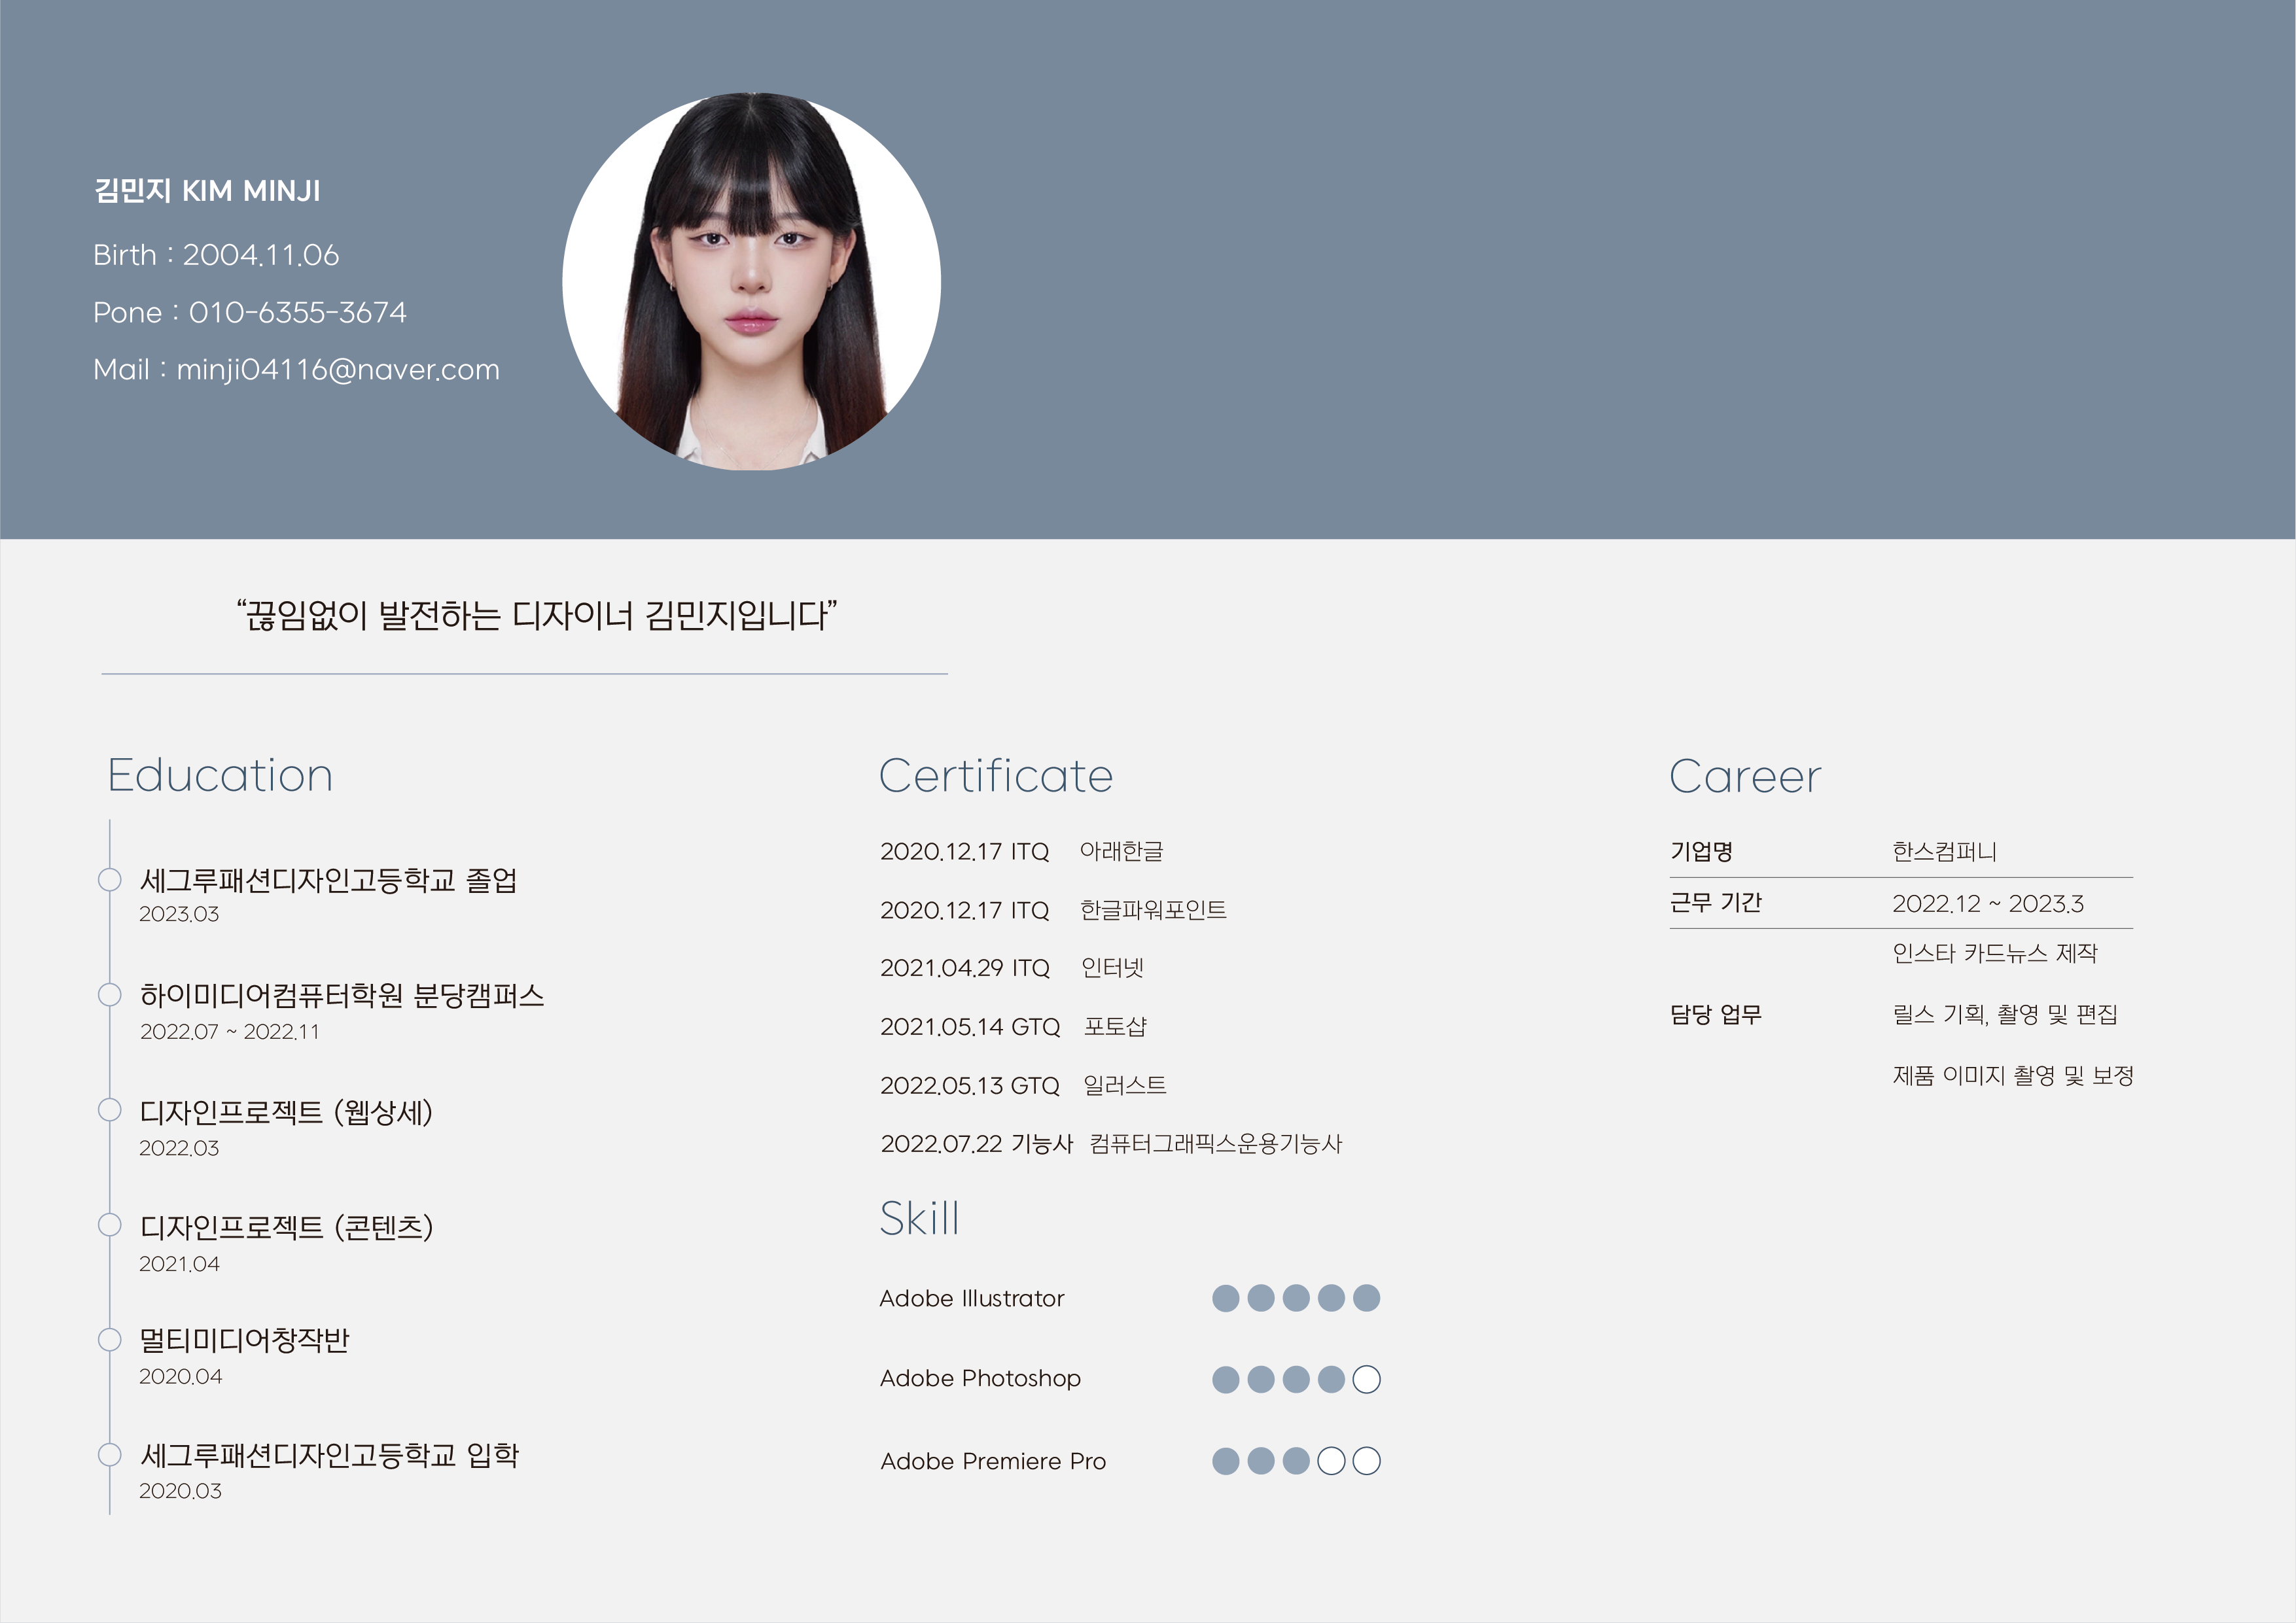 김민지 KIM MINJI
Birth : 2004.11.06
Pone : 010-6355-3674
Mail : minji04116@naver.com
“끊임없이 발전하는 디자이너 김민지입니다”
Education
세그루패션디자인고등학교 졸업
2023.03
하이미디어컴퓨터학원 분당캠퍼스
2022.07 ~ 2022.11
디자인프로젝트 (웹상세)
2022.03
디자인프로젝트 (콘텐츠)
2021.04
멀티미디어창작반
2020.04
세그루패션디자인고등학교 입학
2020.03
Certificate
2020.12.17 ITQ 아래한글
2020.12.17 ITQ 한글파워포인트
2021.04.29 ITQ 인터넷
2021.05.14 GTQ 포토샵
2022.05.13 GTQ 일러스트
2022.07.22 기능사 컴퓨터그래픽스운용기능사
Skill
Adobe Illustrator
Adobe Photoshop
Adobe Premiere Pro
Career
기업명 한스컴퍼니
근무 기간 2022.12 ~ 2023.3
인스타 카드뉴스 제작
담당 업무 릴스 기획, 촬영 및 편집
제품 이미지 촬영 및 보정